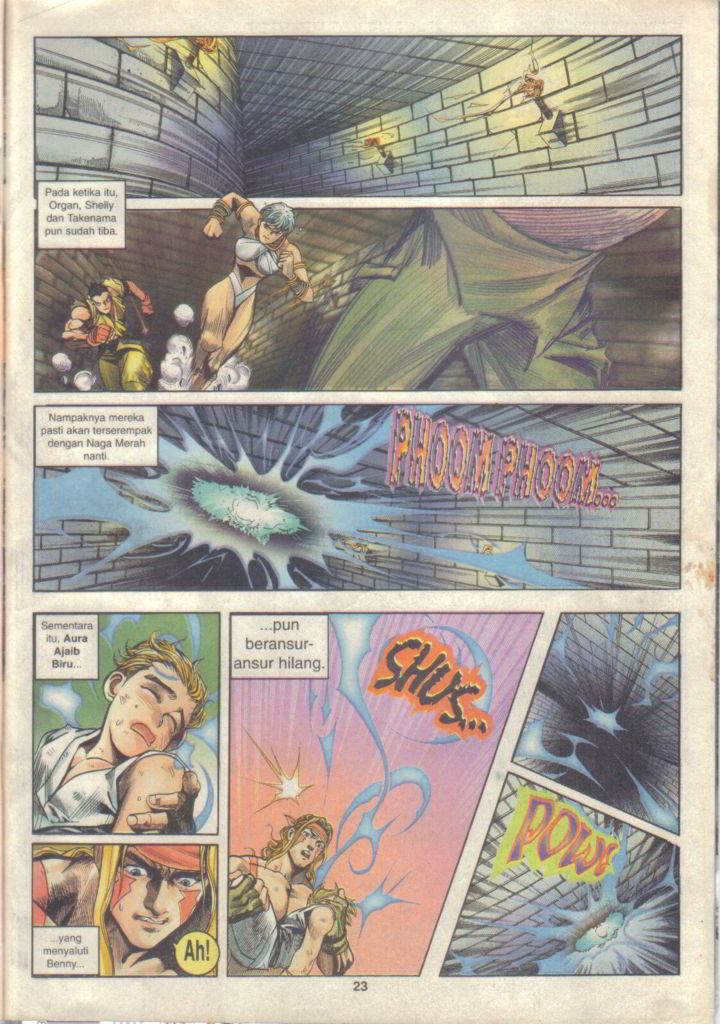 Pada ketika itu,
Organ, Shelly
dan Takenama
pun sudah tiba.
Nampaknya mereka
pasti akan terserempak
dengan Naga Merah
nanti.
PHOOM PHOOM...
Sementara
itu, Aura
Ajaib
Biru...
...yang
menyaluti
Benny...
Ah!
...pun
beransur-
ansur hilang.
SHUS...
POWW
23